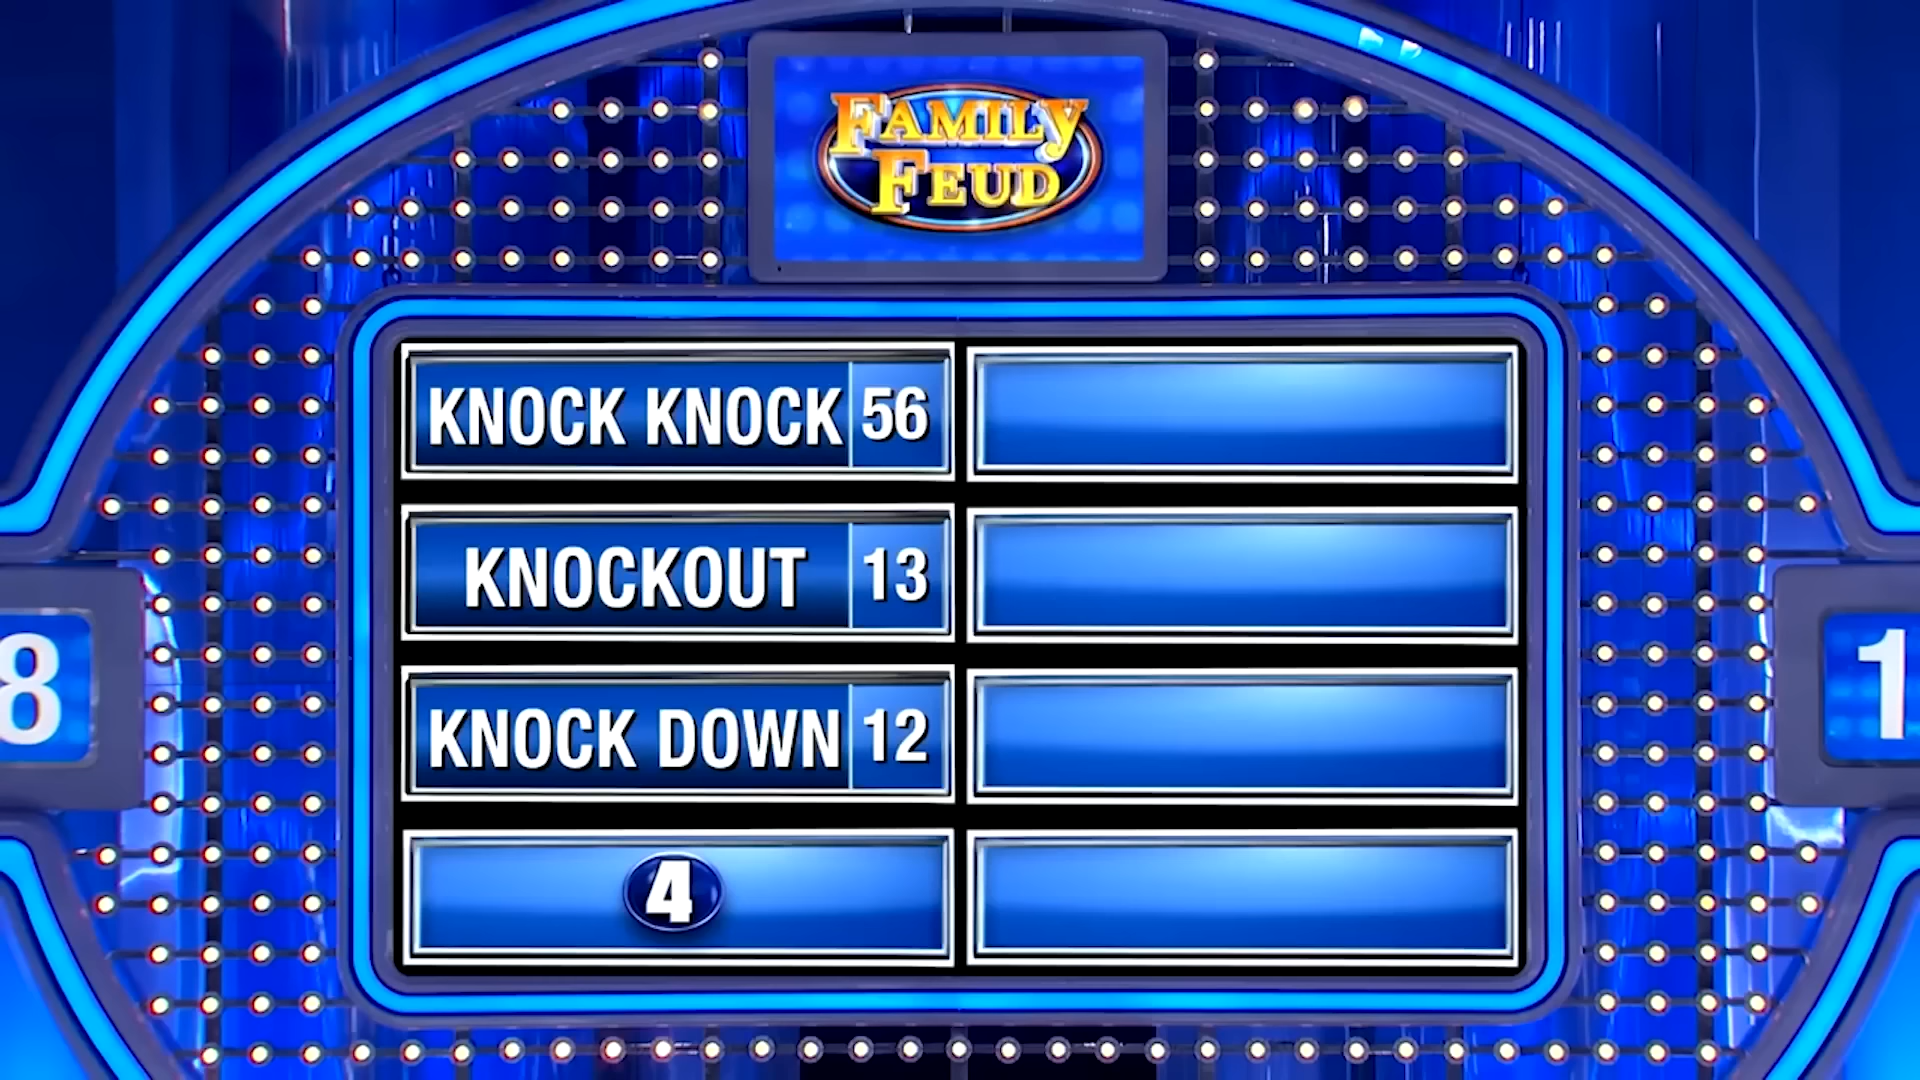 FAMILY
FEUD
KNOCK KNOCK 56
KNOCKOUT 13
KNOCK DOWN 12
4
8
1